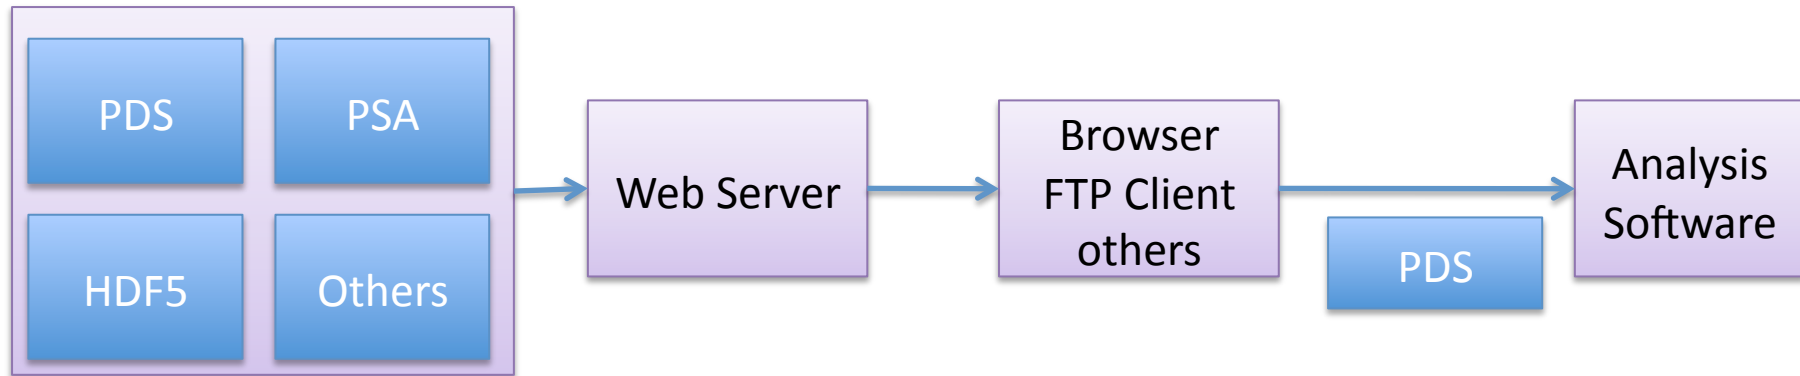 PDS
PSA
HDF5
Others
Web Server
Browser
FTP Client
others
PDS
Analysis
Software